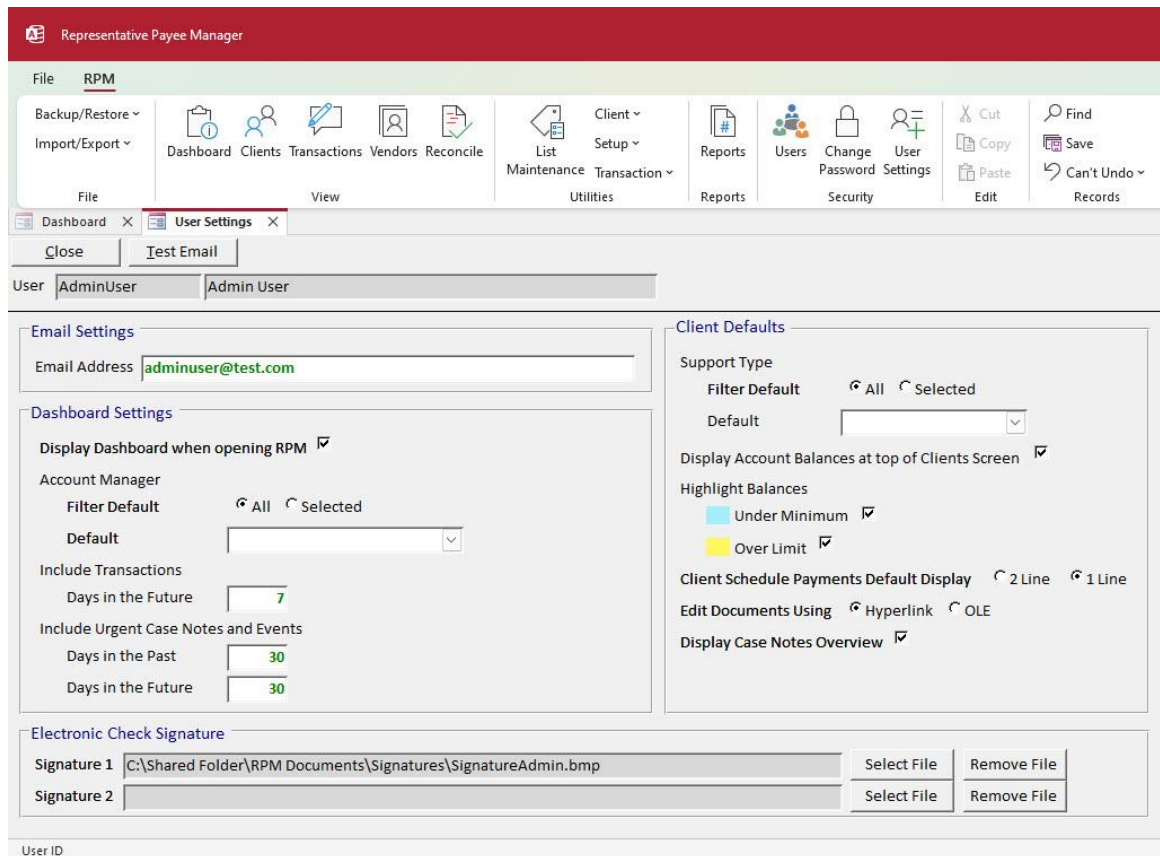 Representative Payee Manager
File RPM
Backup/Restore
Import/Export
File
Dashboard Clients Transactions Vendors Reconcile
View
List Maintenance
Client
Setup
Transaction
Utilities
#
Reports
Reports
Users
Change Password
User Settings
Security
Cut
Copy
Paste
Edit
Find
Save
Can't Undo
Records
Dashboard User Settings
Close Test Email
User AdminUser Admin User
Email Settings
Email Address adminuser@test.com
Dashboard Settings
Display Dashboard when opening RPM
Account Manager
Filter Default All Selected
Default
Include Transactions
Days in the Future 7
Include Urgent Case Notes and Events
Days in the Past 30
Days in the Future 30
Client Defaults
Support Type
Filter Default All Selected
Default
Display Account Balances at top of Clients Screen
Highlight Balances
Under Minimum
Over Limit
Client Schedule Payments Default Display 2 Line 1 Line
Edit Documents Using Hyperlink OLE
Display Case Notes Overview
Electronic Check Signature
Signature 1 C:\Shared Folder\RPM Documents\Signatures\SignatureAdmin.bmp Select File Remove File
Signature 2 Select File Remove File
User ID